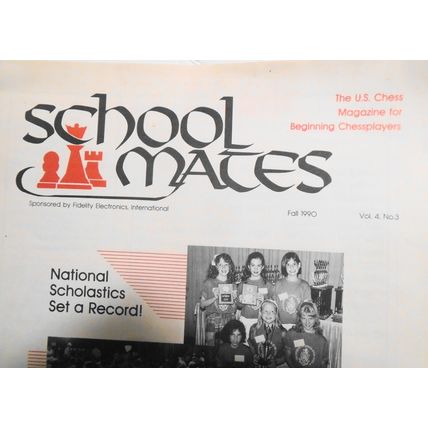 SCHOOL
MATES
The U.S. Chess
Magazine for
Beginning Chessplayers
Sponsored by Fidelity Electronics, International
Fall 1990
Vol. 4, No.3
National
Scholastics
Set a Record!